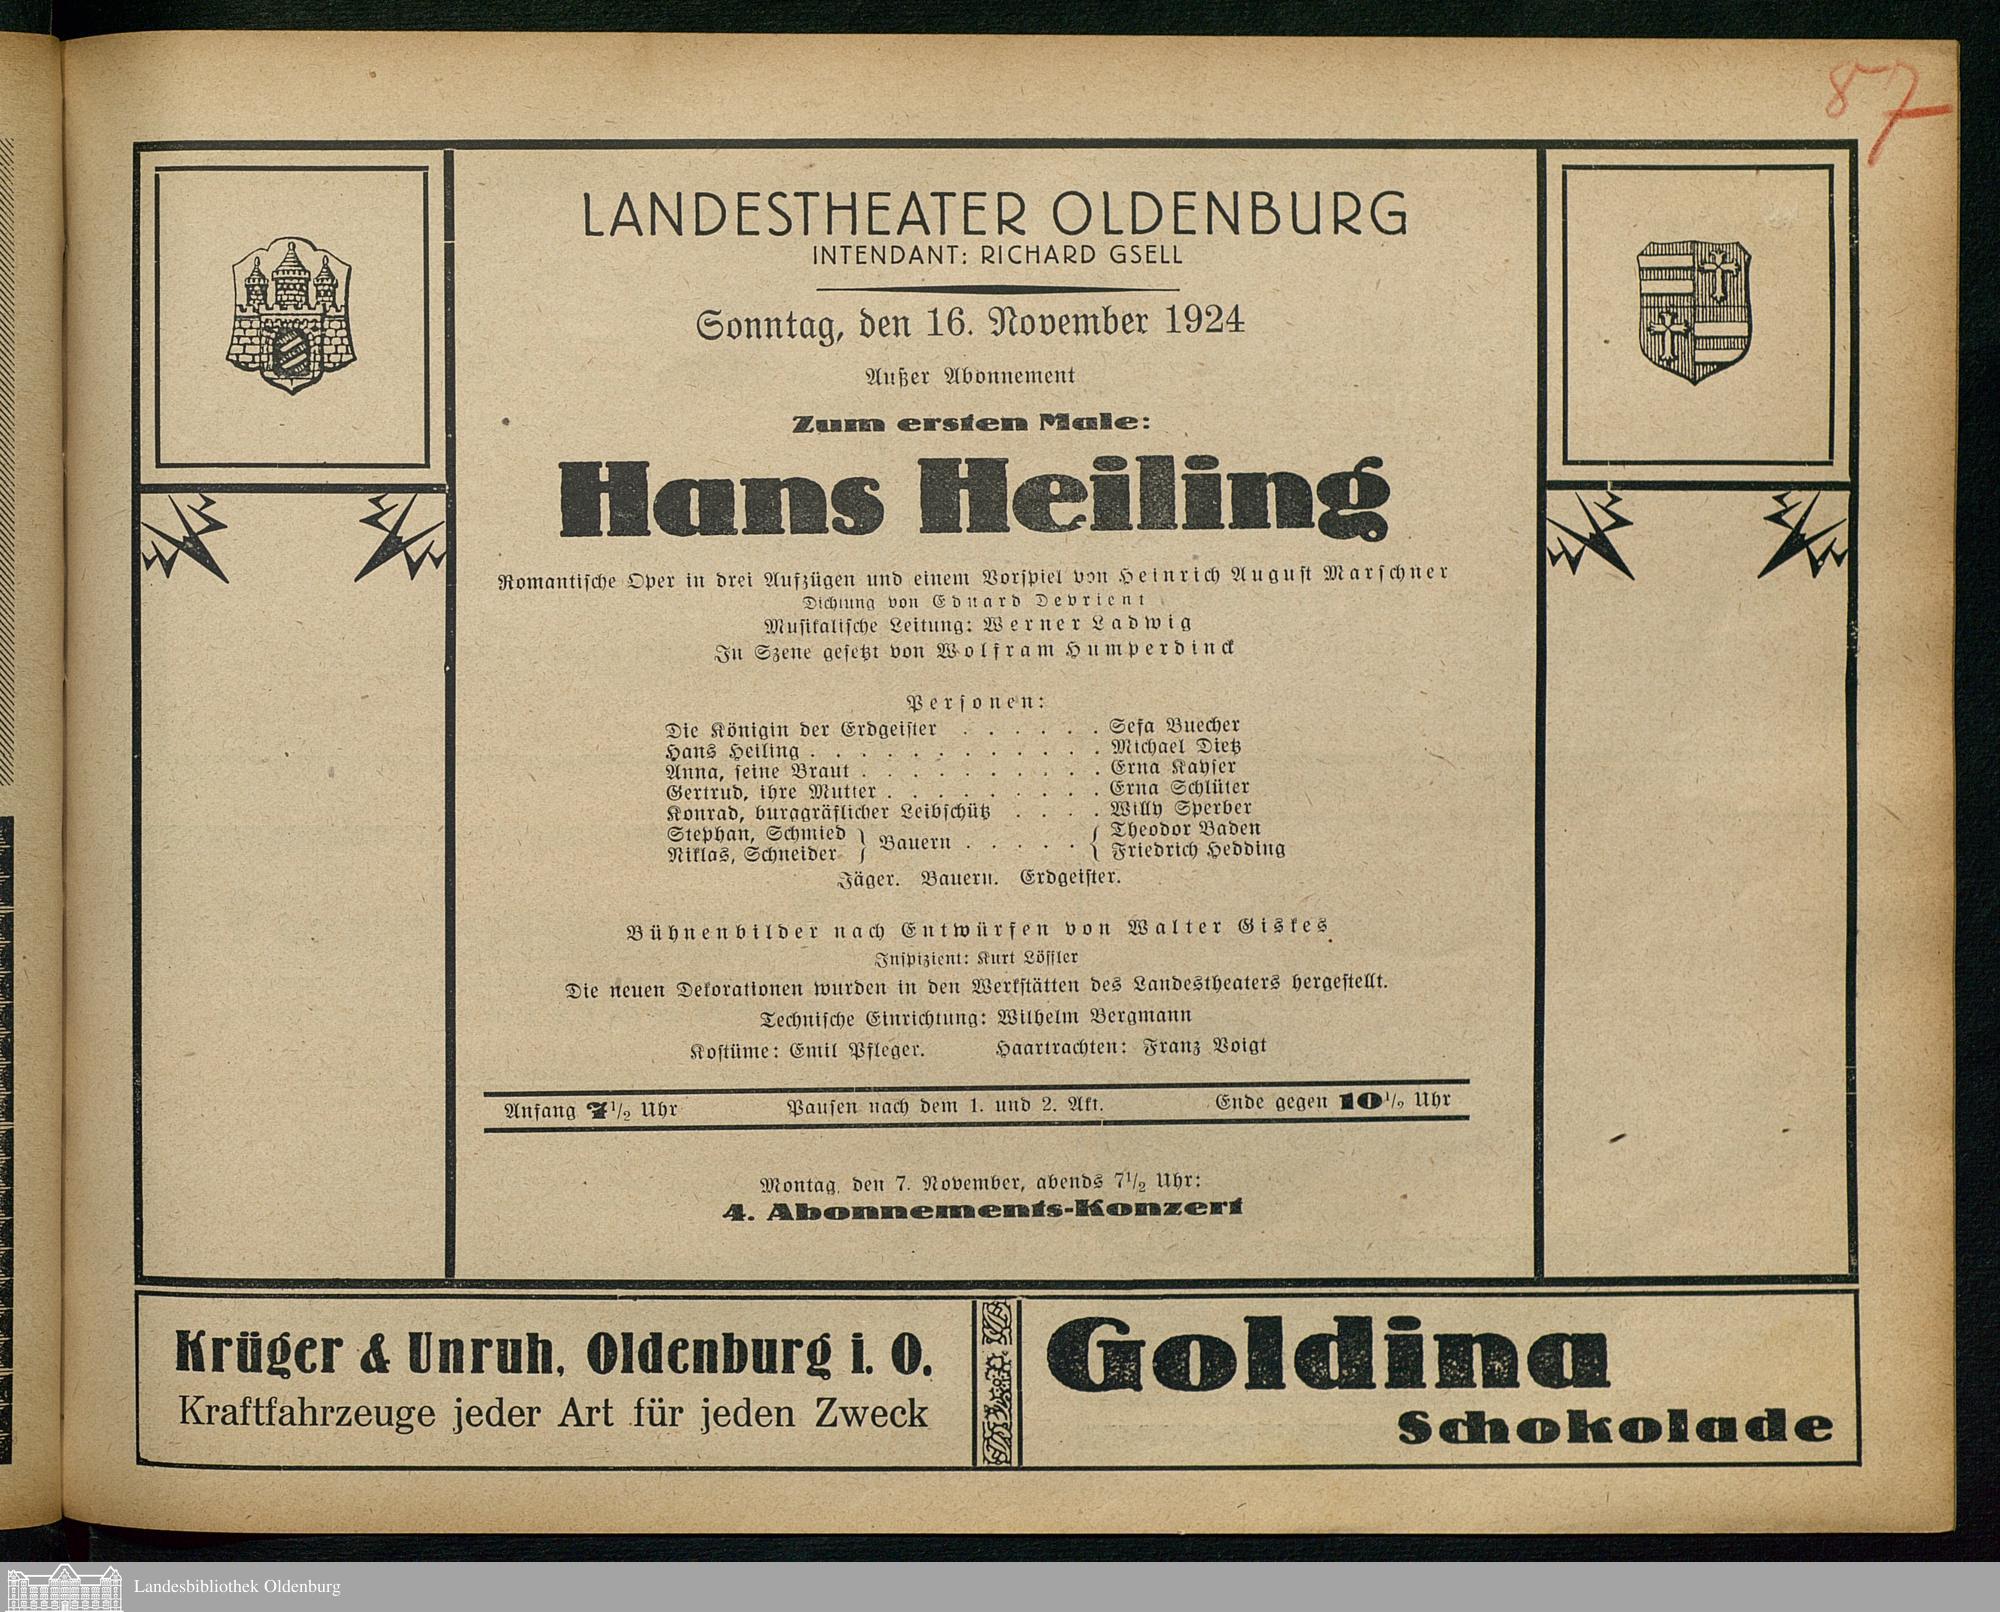 87
LANDESTHEATER OLDENBURG
INTENDANT: RICHARD GSELL
Sonntag, den 16. November 1924
Außer Abonnement
Zum ersten Male:
Hans Heiling
Romantische Oper in drei Aufzügen und einem Vorspiel von Heinrich August Marschner
Dichtung von Eduard Devrient
Musikalische Leitung: Werner Ladwig
In Szene gesetzt von Wolfram Humperdinck
Personen:
Die Königin der Erdgeister . . . . . . Sefa Buecher
Hans Heiling . . . . . . . . . . . . . Michael Dietz
Anna, seine Braut . . . . . . . . . . . Erna Kayser
Gertrud, ihre Mutter . . . . . . . . . . Erna Schlüter
Konrad, burggräflicher Leibschütz . . . . Willy Sperber
Stephan, Schmied } Bauern . . . . . { Theodor Baden
Niklas, Schneider } { Friedrich Hedding
Jäger. Bauern. Erdgeister.
Bühnenbilder nach Entwürfen von Walter Giskes
Inspizient: Kurt Löffler
Die neuen Dekorationen wurden in den Werkstätten des Landestheaters hergestellt.
Technische Einrichtung: Wilhelm Bergmann
Kostüme: Emil Pfleger. Haartrachten: Franz Voigt
Anfang 7 1/2 Uhr Pausen nach dem 1. und 2. Akt. Ende gegen 10 1/2 Uhr
Montag, den 7. November, abends 7 1/2 Uhr:
4. Abonnements-Konzert
Krüger & Unruh, Oldenburg i. O.
Kraftfahrzeuge jeder Art für jeden Zweck
Goldina
Schokolade
Landesbibliothek Oldenburg